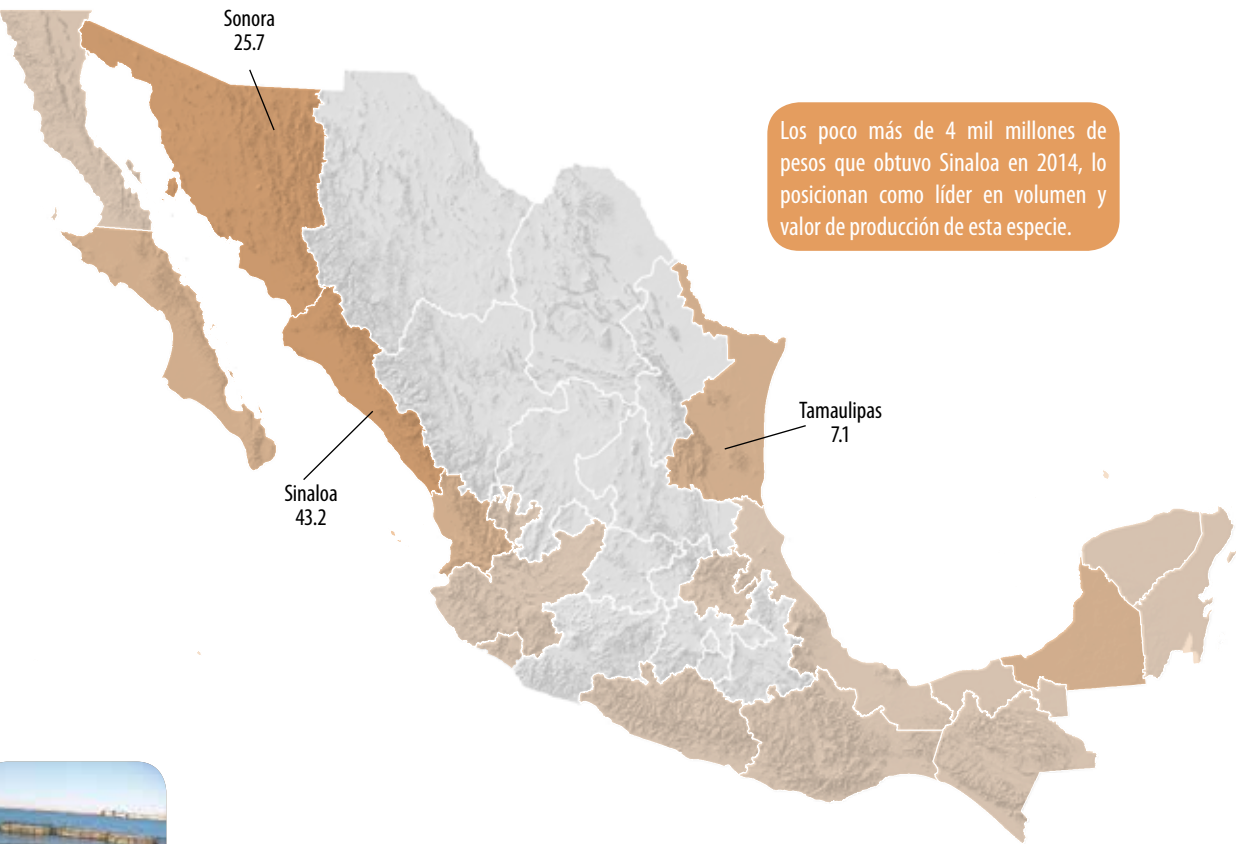 Sonora
25.7
Los poco más de 4 mil millones de
pesos que obtuvo Sinaloa en 2014, lo
posicionan como líder en volumen y
valor de producción de esta especie.
Tamaulipas
7.1
Sinaloa
43.2